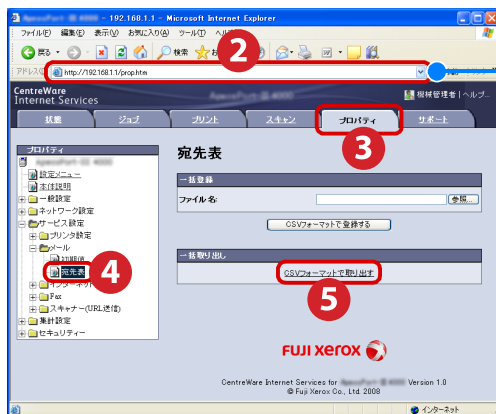 - 192.168.1.1 - Microsoft Internet Explorer
ファイル(F) 編集(E) 表示(V) お気に入り(A) ツール(T)
戻る 検索
2
アドレス(D) http://192.168.1.1/prop.htm
CentreWare
Internet Services
機械管理者 | ヘルプ...
状態 ジョブ プリント スキャン プロパティ サポート
3
プロパティ
設定メニュー
本体説明
一般設定
ネットワーク設定
サービス設定
プリンタ設定
メール
初期値
宛先表
4
インターネット
Fax
スキャナー(URL送信)
集計設定
セキュリティー
宛先表
一括登録
ファイル名:
参照...
CSVフォーマットで登録する
一括取り出し
CSVフォーマットで取り出す
5
FUJI XEROX
CentreWare Internet Services for Version 1.0
© Fuji Xerox Co., Ltd. 2008
インターネット